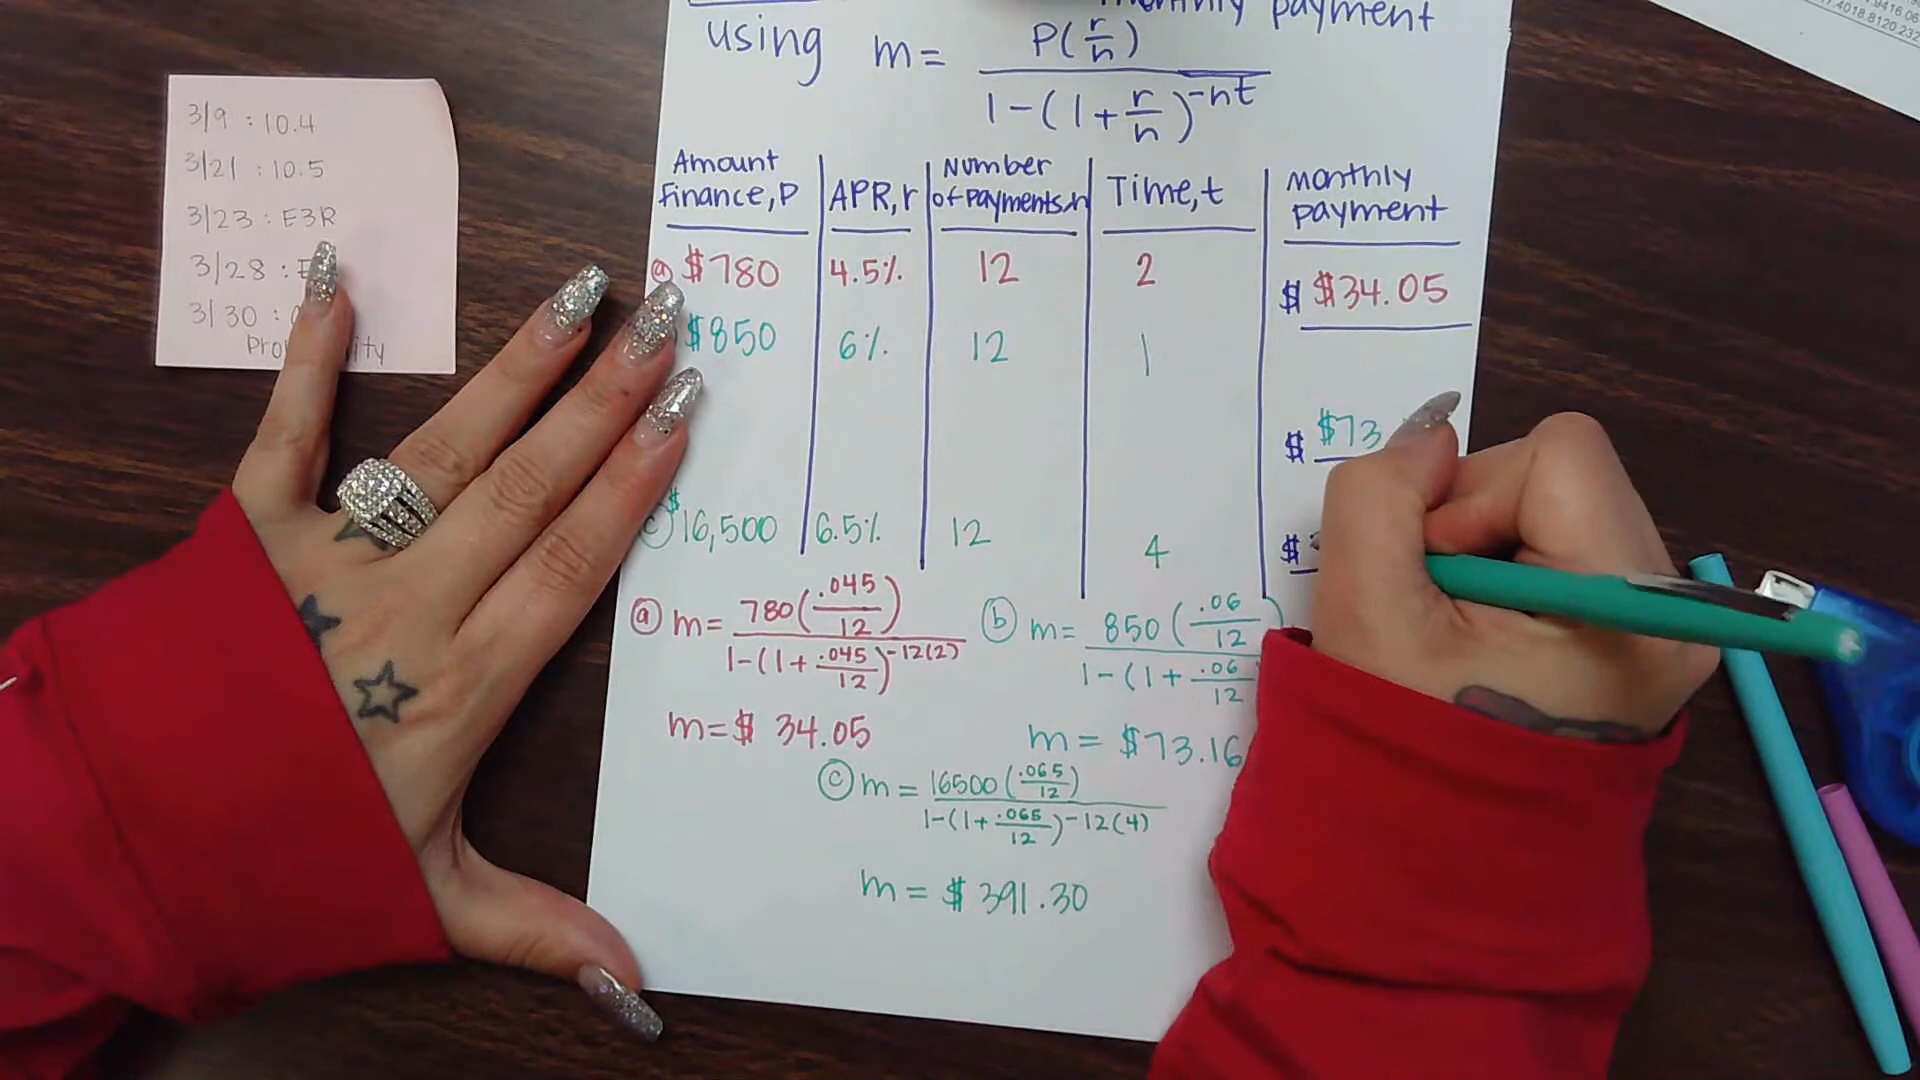 3/9 : 10.4
3/21 : 10.5
3/23 : E3R
3/28 :
3/30 :
monthly payment
using m = P(r/n)
1-(1+r/n)^-nt
Amount Finance, P | APR, r | Number of payments, n | Time, t | Monthly payment
ⓐ $780 4.5% 12 2 $ $34.05
$850 6% 12 1
$ $73
ⓒ $16,500 6.5% 12 4 $
ⓐ m = 780(.045/12)
1-(1+.045/12)^-12(2)
m = $ 34.05
ⓑ m = 850(.06/12)
1-(1+.06/12
m = $73.16
ⓒ m = 16500(.065/12)
1-(1+.065/12)^-12(4)
m = $ 391.30